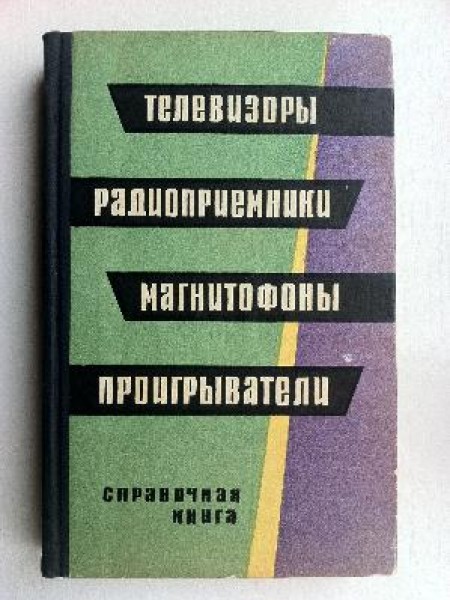 ТЕЛЕВИЗОРЫ
РАДИОПРИЕМНИКИ
МАГНИТОФОНЫ
ПРОИГРЫВАТЕЛИ
СПРАВОЧНАЯ
КНИГА